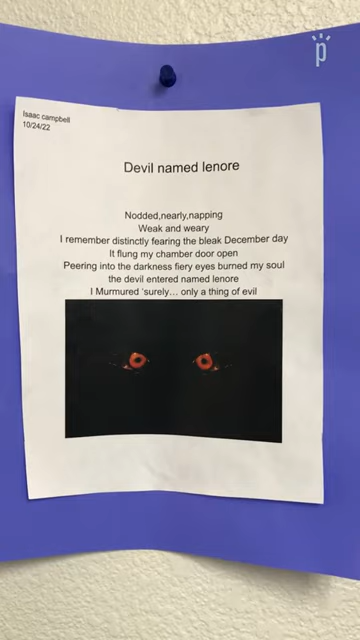 p
Isaac campbell
10/24/22
Devil named lenore
Nodded,nearly,napping
Weak and weary
I remember distinctly fearing the bleak December day
It flung my chamber door open
Peering into the darkness fiery eyes burned my soul
the devil entered named lenore
I Murmured 'surely... only a thing of evil